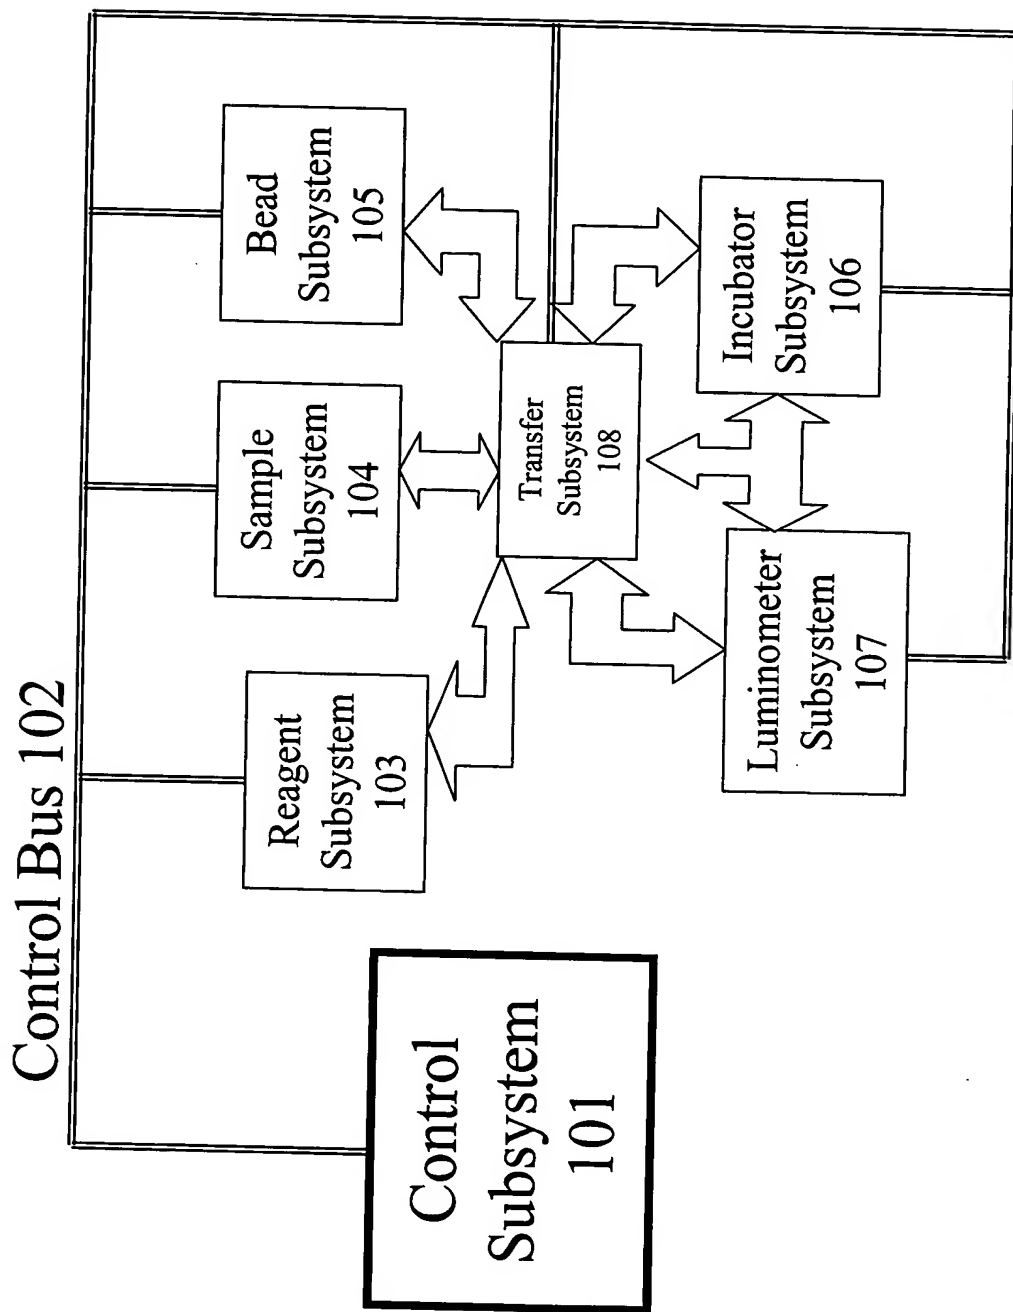 Control Bus 102
Control
Subsystem
101
Reagent
Subsystem
103
Sample
Subsystem
104
Bead
Subsystem
105
Transfer
Subsystem
108
Luminometer
Subsystem
107
Incubator
Subsystem
106